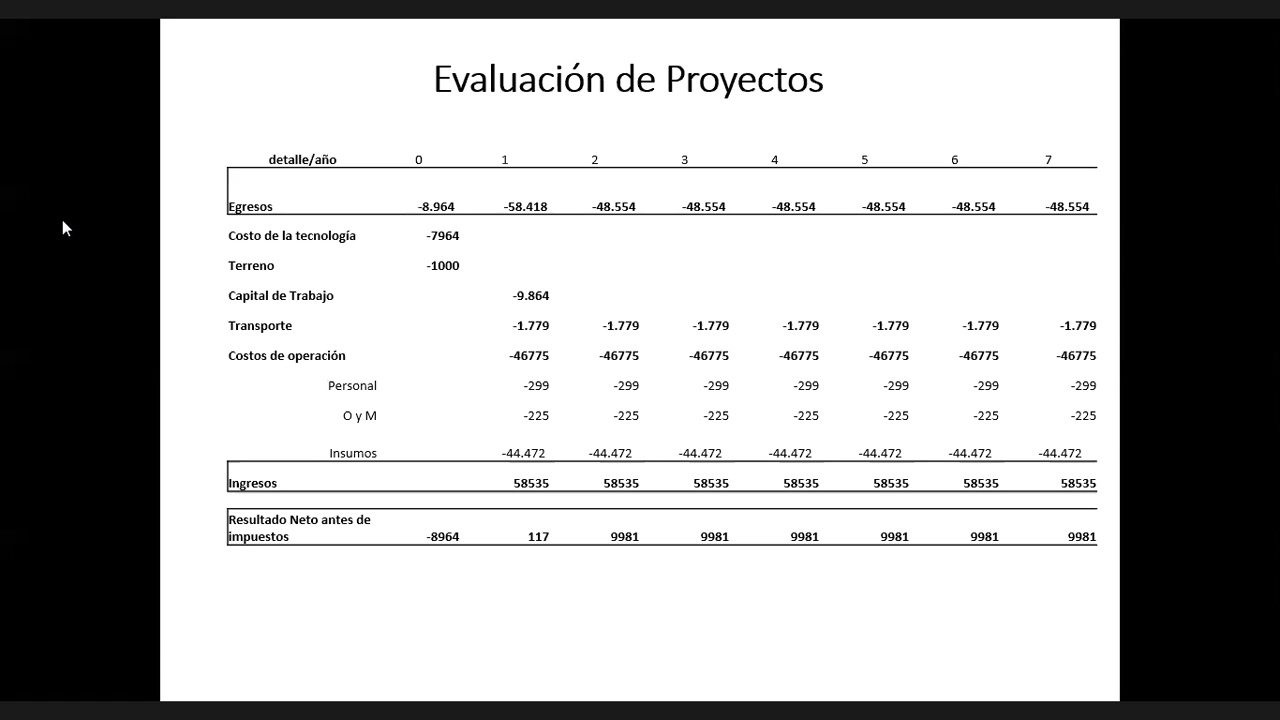 Evaluación de Proyectos
detalle/año 0 1 2 3 4 5 6 7
Egresos -8.964 -58.418 -48.554 -48.554 -48.554 -48.554 -48.554 -48.554
Costo de la tecnología -7964
Terreno -1000
Capital de Trabajo -9.864
Transporte -1.779 -1.779 -1.779 -1.779 -1.779 -1.779 -1.779
Costos de operación -46775 -46775 -46775 -46775 -46775 -46775 -46775
Personal -299 -299 -299 -299 -299 -299 -299
O y M -225 -225 -225 -225 -225 -225 -225
Insumos -44.472 -44.472 -44.472 -44.472 -44.472 -44.472 -44.472
Ingresos 58535 58535 58535 58535 58535 58535 58535
Resultado Neto antes de
impuestos -8964 117 9981 9981 9981 9981 9981 9981